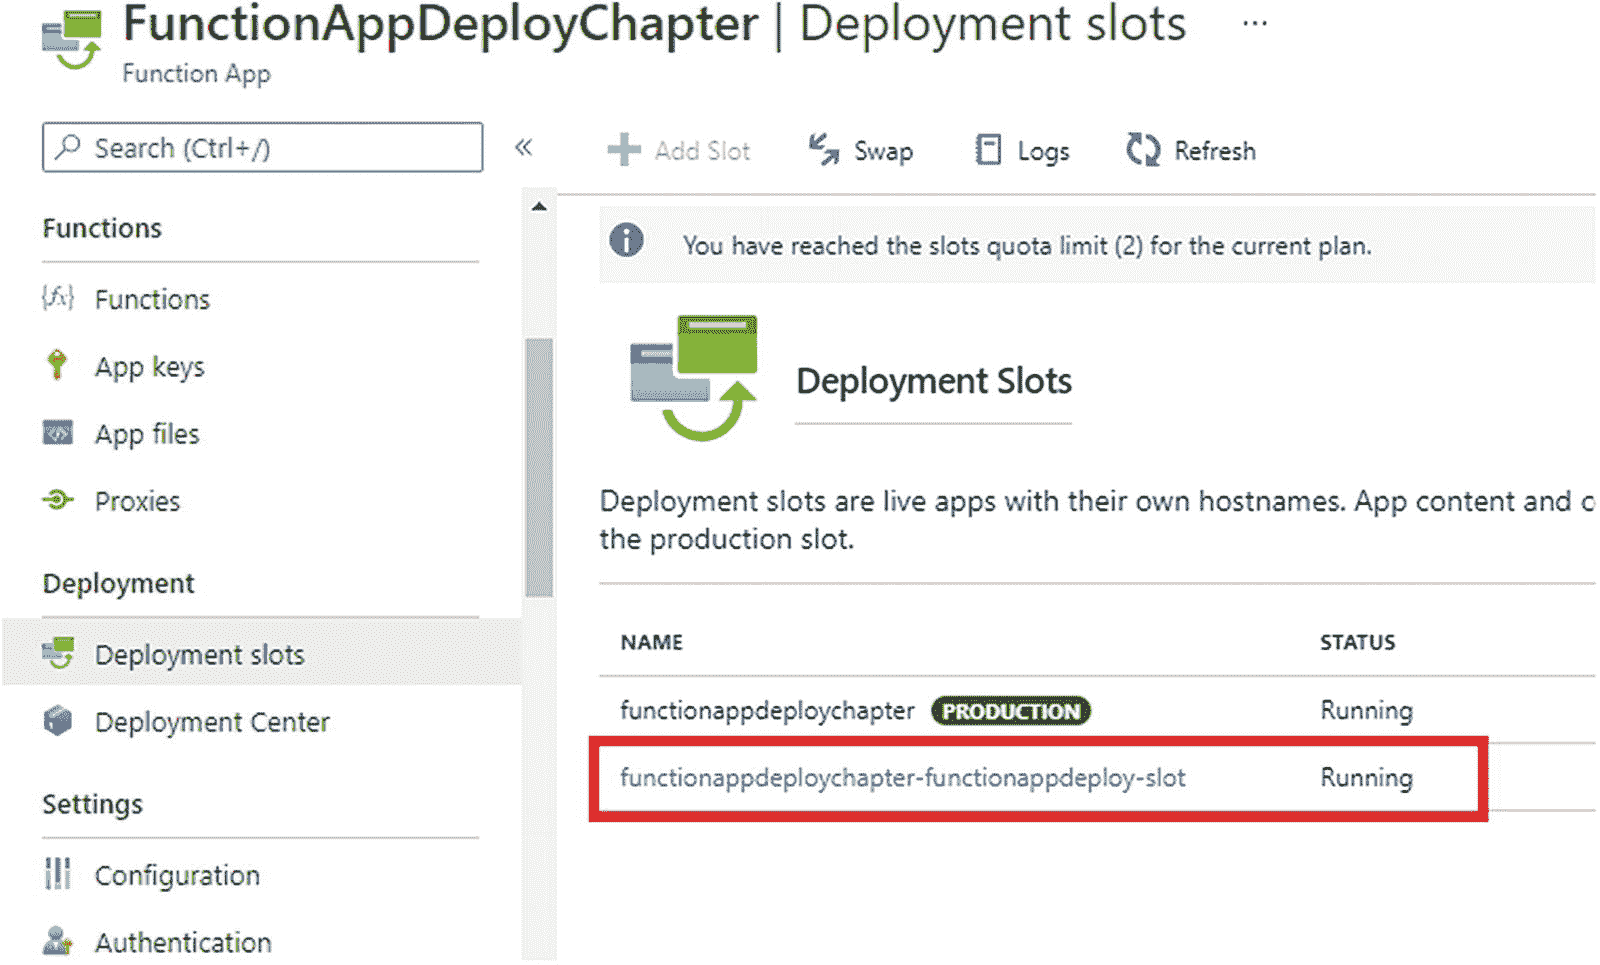 FunctionAppDeployChapter | Deployment slots ...
Function App
Search (Ctrl+/)
«
Add Slot
Swap
Logs
Refresh
Functions
Functions
App keys
App files
Proxies
Deployment
Deployment slots
Deployment Center
Settings
Configuration
Authentication
You have reached the slots quota limit (2) for the current plan.
Deployment Slots
Deployment slots are live apps with their own hostnames. App content and
the production slot.
NAME STATUS
functionappdeploychapter PRODUCTION Running
functionappdeploychapter-functionappdeploy-slot Running